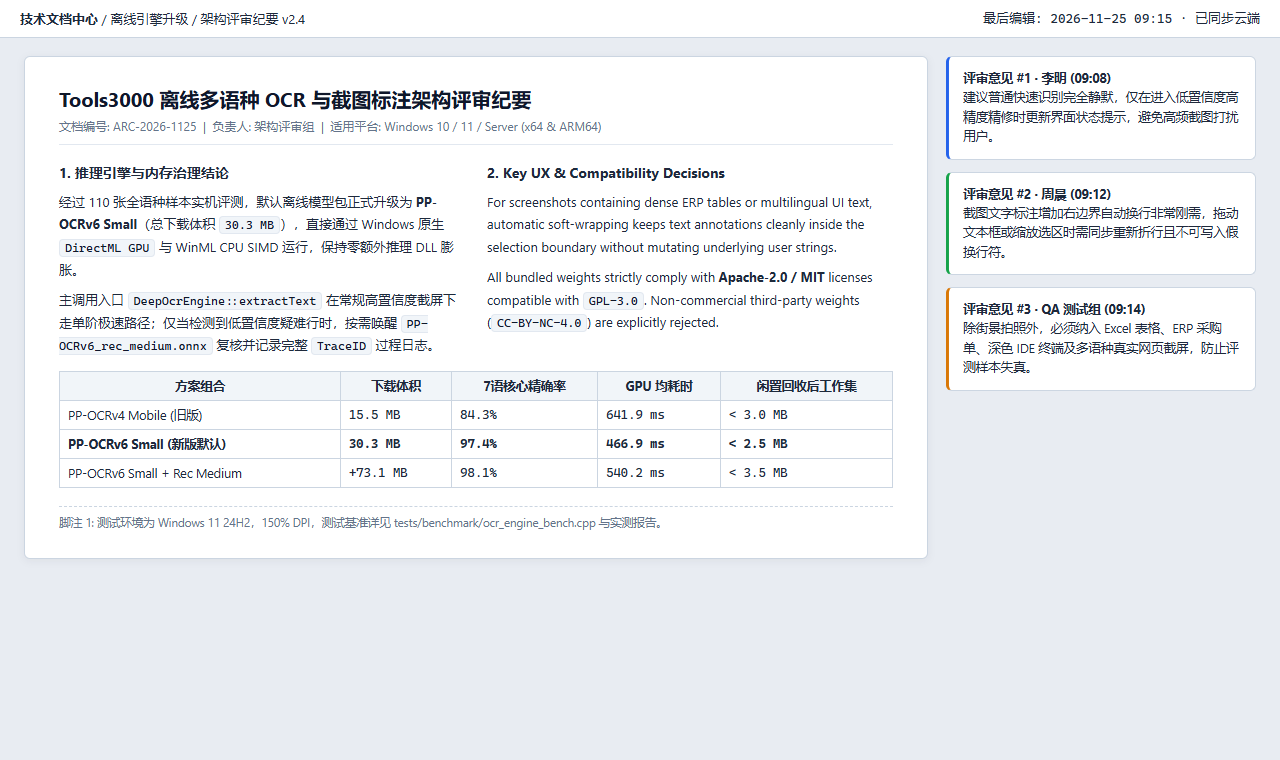 技术文档中心 / 离线引擎升级 / 架构评审纪要 v2.4
最后编辑: 2026-11-25 09:15 · 已同步云端
Tools3000 离线多语种 OCR 与截图标注架构评审纪要
文档编号: ARC-2026-1125 | 负责人: 架构评审组 | 适用平台: Windows 10 / 11 / Server (x64 & ARM64)
1. 推理引擎与内存治理结论
经过 110 张全语种样本实机评测，默认离线模型包正式升级为 PP-
OCRv6 Small（总下载体积 30.3 MB），直接通过 Windows 原生
DirectML GPU 与 WinML CPU SIMD 运行，保持零额外推理 DLL 膨
胀。
主调用入口 DeepOcrEngine::extractText 在常规高置信度截屏下
走单阶极速路径；仅当检测到低置信度疑难行时，按需唤醒 PP-
OCRv6_rec_medium.onnx 复核并记录完整 TraceID 过程日志。
2. Key UX & Compatibility Decisions
For screenshots containing dense ERP tables or multilingual UI text,
automatic soft-wrapping keeps text annotations cleanly inside the
selection boundary without mutating underlying user strings.
All bundled weights strictly comply with Apache-2.0 / MIT licenses
compatible with GPL-3.0. Non-commercial third-party weights
(CC-BY-NC-4.0) are explicitly rejected.
方案组合 下载体积 7语核心精确率 GPU 均耗时 闲置回收后工作集
PP-OCRv4 Mobile (旧版) 15.5 MB 84.3% 641.9 ms < 3.0 MB
PP-OCRv6 Small (新版默认) 30.3 MB 97.4% 466.9 ms < 2.5 MB
PP-OCRv6 Small + Rec Medium +73.1 MB 98.1% 540.2 ms < 3.5 MB
脚注 1: 测试环境为 Windows 11 24H2，150% DPI，测试基准详见 tests/benchmark/ocr_engine_bench.cpp 与实测报告。
评审意见 #1 · 李明 (09:08)
建议普通快速识别完全静默，仅在进入低置信度高
精度精修时更新界面状态提示，避免高频截图打扰
用户。
评审意见 #2 · 周晨 (09:12)
截图文字标注增加右边界自动换行非常刚需，拖动
文本框或缩放选区时需同步重新折行且不可写入假
换行符。
评审意见 #3 · QA 测试组 (09:14)
除街景拍照外，必须纳入 Excel 表格、ERP 采购
单、深色 IDE 终端及多语种真实网页截屏，防止评
测样本失真。